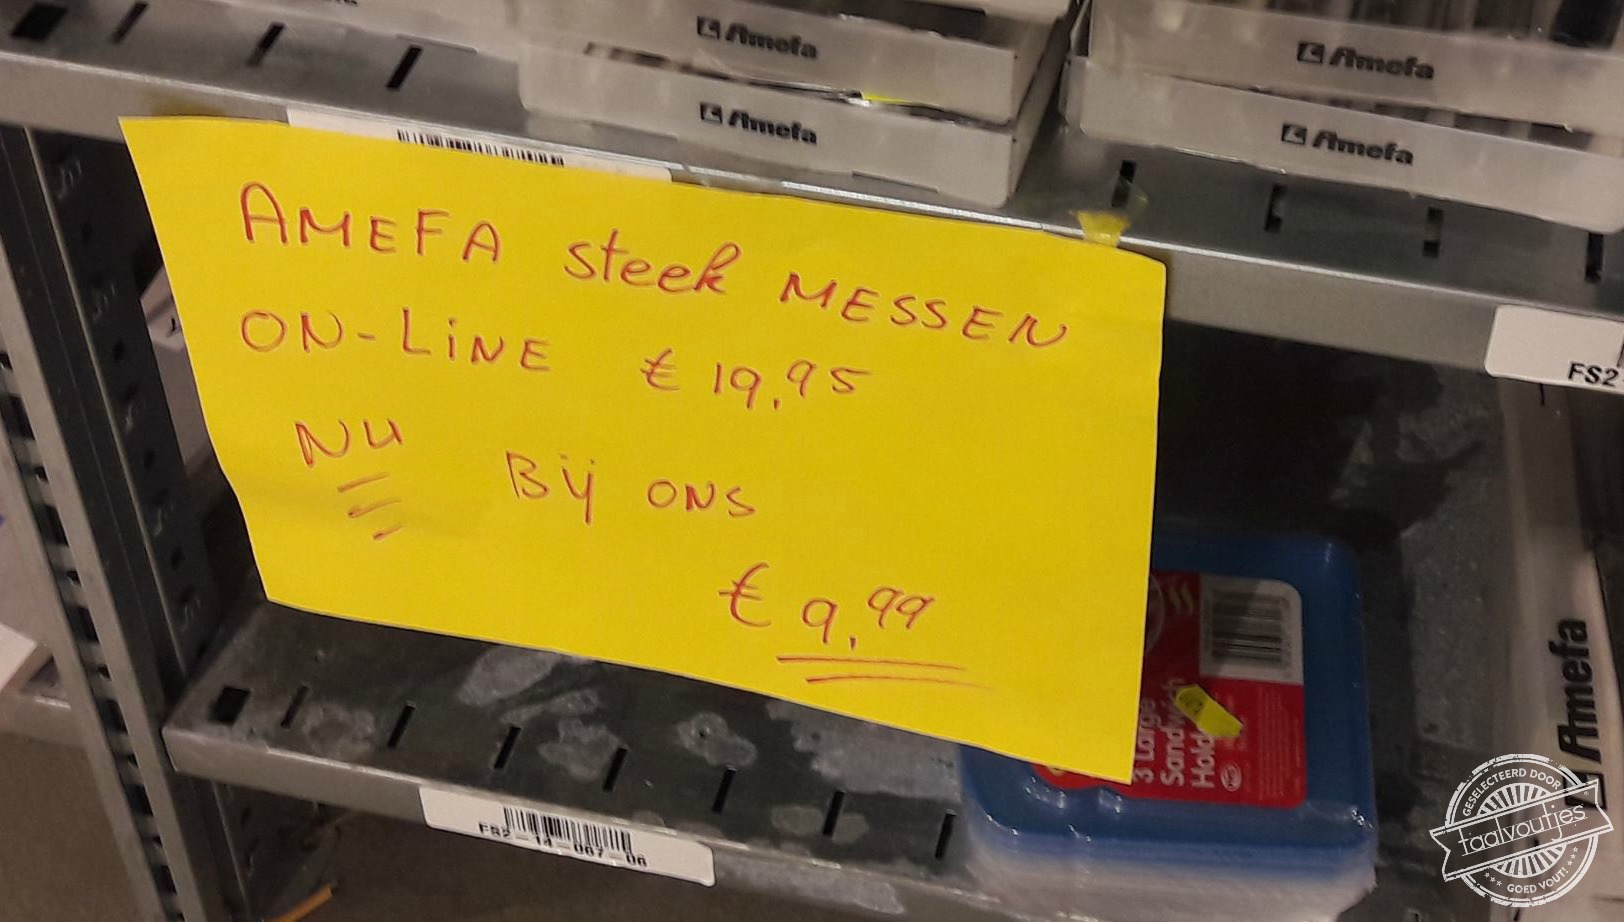 Amefa
Amefa
Amefa
Amefa
AMEFA steek MESSEN
ON-LiNE € 19,95
NU Bij ONS
€ 9,99
FS2
3 Large
Sandwich
Amefa
FS2-14-007-06
GESELECTEERD DOOR
taalvoutjes
GOED VOUT!